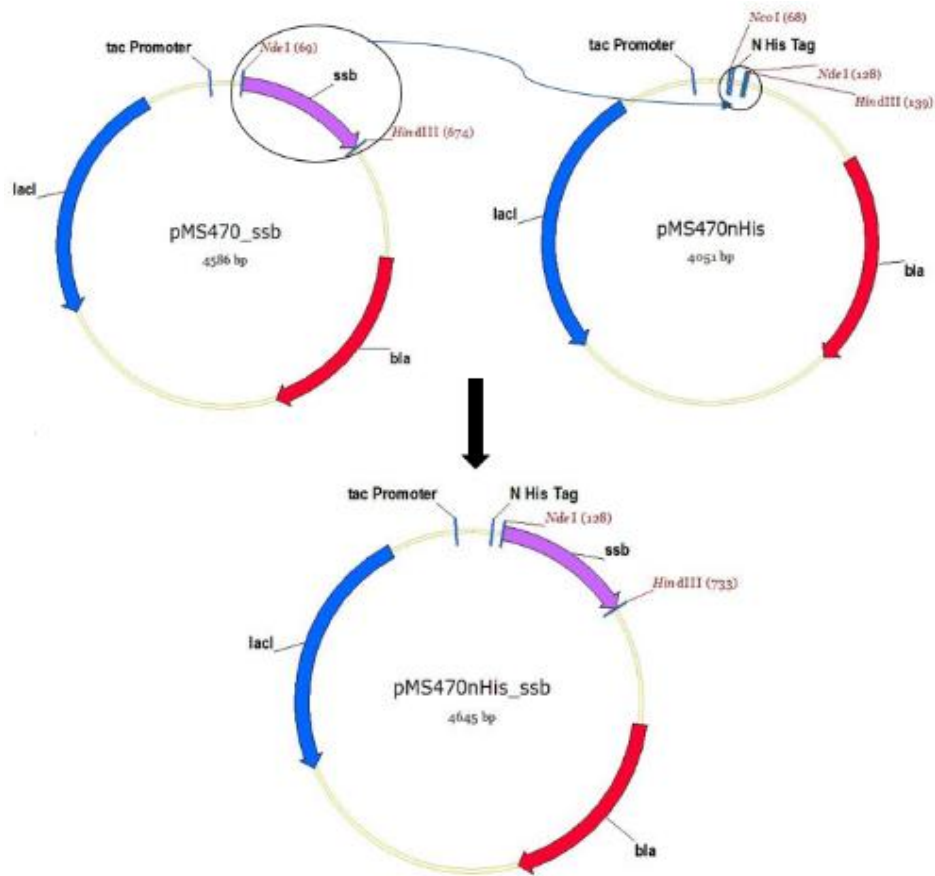 NdeI (69)
tac Promoter
ssb
HindIII (674)
lacI
pMS470_ssb
4586 bp
bla
NcoI (68)
tac Promoter
N His Tag
NdeI (128)
HindIII (139)
lacI
pMS470nHis
4051 bp
bla
tac Promoter
N His Tag
NdeI (128)
ssb
HindIII (733)
lacI
pMS470nHis_ssb
4645 bp
bla